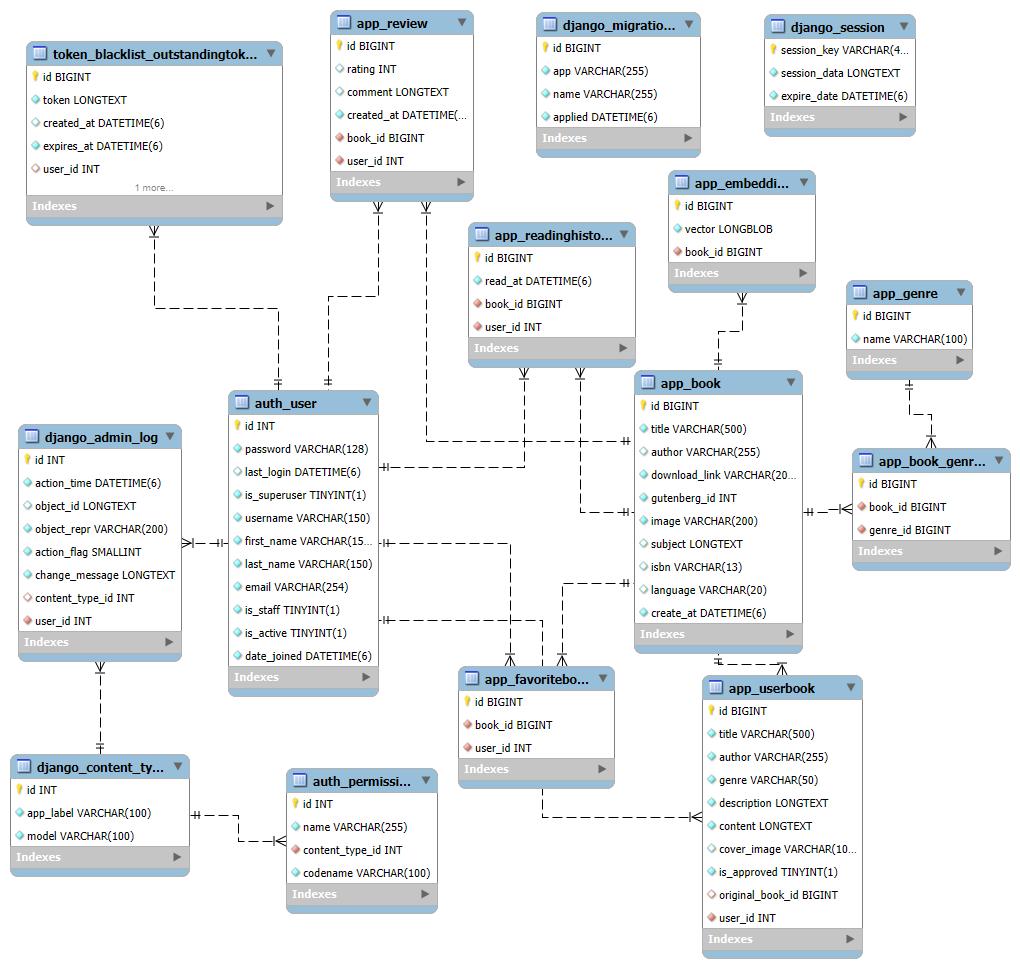 token_blacklist_outstandingtok...
id BIGINT
token LONGTEXT
created_at DATETIME(6)
expires_at DATETIME(6)
user_id INT
1 more...
Indexes
app_review
id BIGINT
rating INT
comment LONGTEXT
created_at DATETIME(...
book_id BIGINT
user_id INT
Indexes
django_migratio...
id BIGINT
app VARCHAR(255)
name VARCHAR(255)
applied DATETIME(6)
Indexes
django_session
session_key VARCHAR(4...
session_data LONGTEXT
expire_date DATETIME(6)
Indexes
app_embeddi...
id BIGINT
vector LONGBLOB
book_id BIGINT
Indexes
app_readinghisto...
id BIGINT
read_at DATETIME(6)
book_id BIGINT
user_id INT
Indexes
app_genre
id BIGINT
name VARCHAR(100)
Indexes
auth_user
id INT
password VARCHAR(128)
last_login DATETIME(6)
is_superuser TINYINT(1)
username VARCHAR(150)
first_name VARCHAR(15...
last_name VARCHAR(150)
email VARCHAR(254)
is_staff TINYINT(1)
is_active TINYINT(1)
date_joined DATETIME(6)
Indexes
app_book
id BIGINT
title VARCHAR(500)
author VARCHAR(255)
download_link VARCHAR(20...
gutenberg_id INT
image VARCHAR(200)
subject LONGTEXT
isbn VARCHAR(13)
language VARCHAR(20)
create_at DATETIME(6)
Indexes
django_admin_log
id INT
action_time DATETIME(6)
object_id LONGTEXT
object_repr VARCHAR(200)
action_flag SMALLINT
change_message LONGTEXT
content_type_id INT
user_id INT
Indexes
app_book_genr...
id BIGINT
book_id BIGINT
genre_id BIGINT
Indexes
app_favoritebo...
id BIGINT
book_id BIGINT
user_id INT
Indexes
app_userbook
id BIGINT
title VARCHAR(500)
author VARCHAR(255)
genre VARCHAR(50)
description LONGTEXT
content LONGTEXT
cover_image VARCHAR(10...
is_approved TINYINT(1)
original_book_id BIGINT
user_id INT
Indexes
django_content_ty...
id INT
app_label VARCHAR(100)
model VARCHAR(100)
Indexes
auth_permissi...
id INT
name VARCHAR(255)
content_type_id INT
codename VARCHAR(100)
Indexes